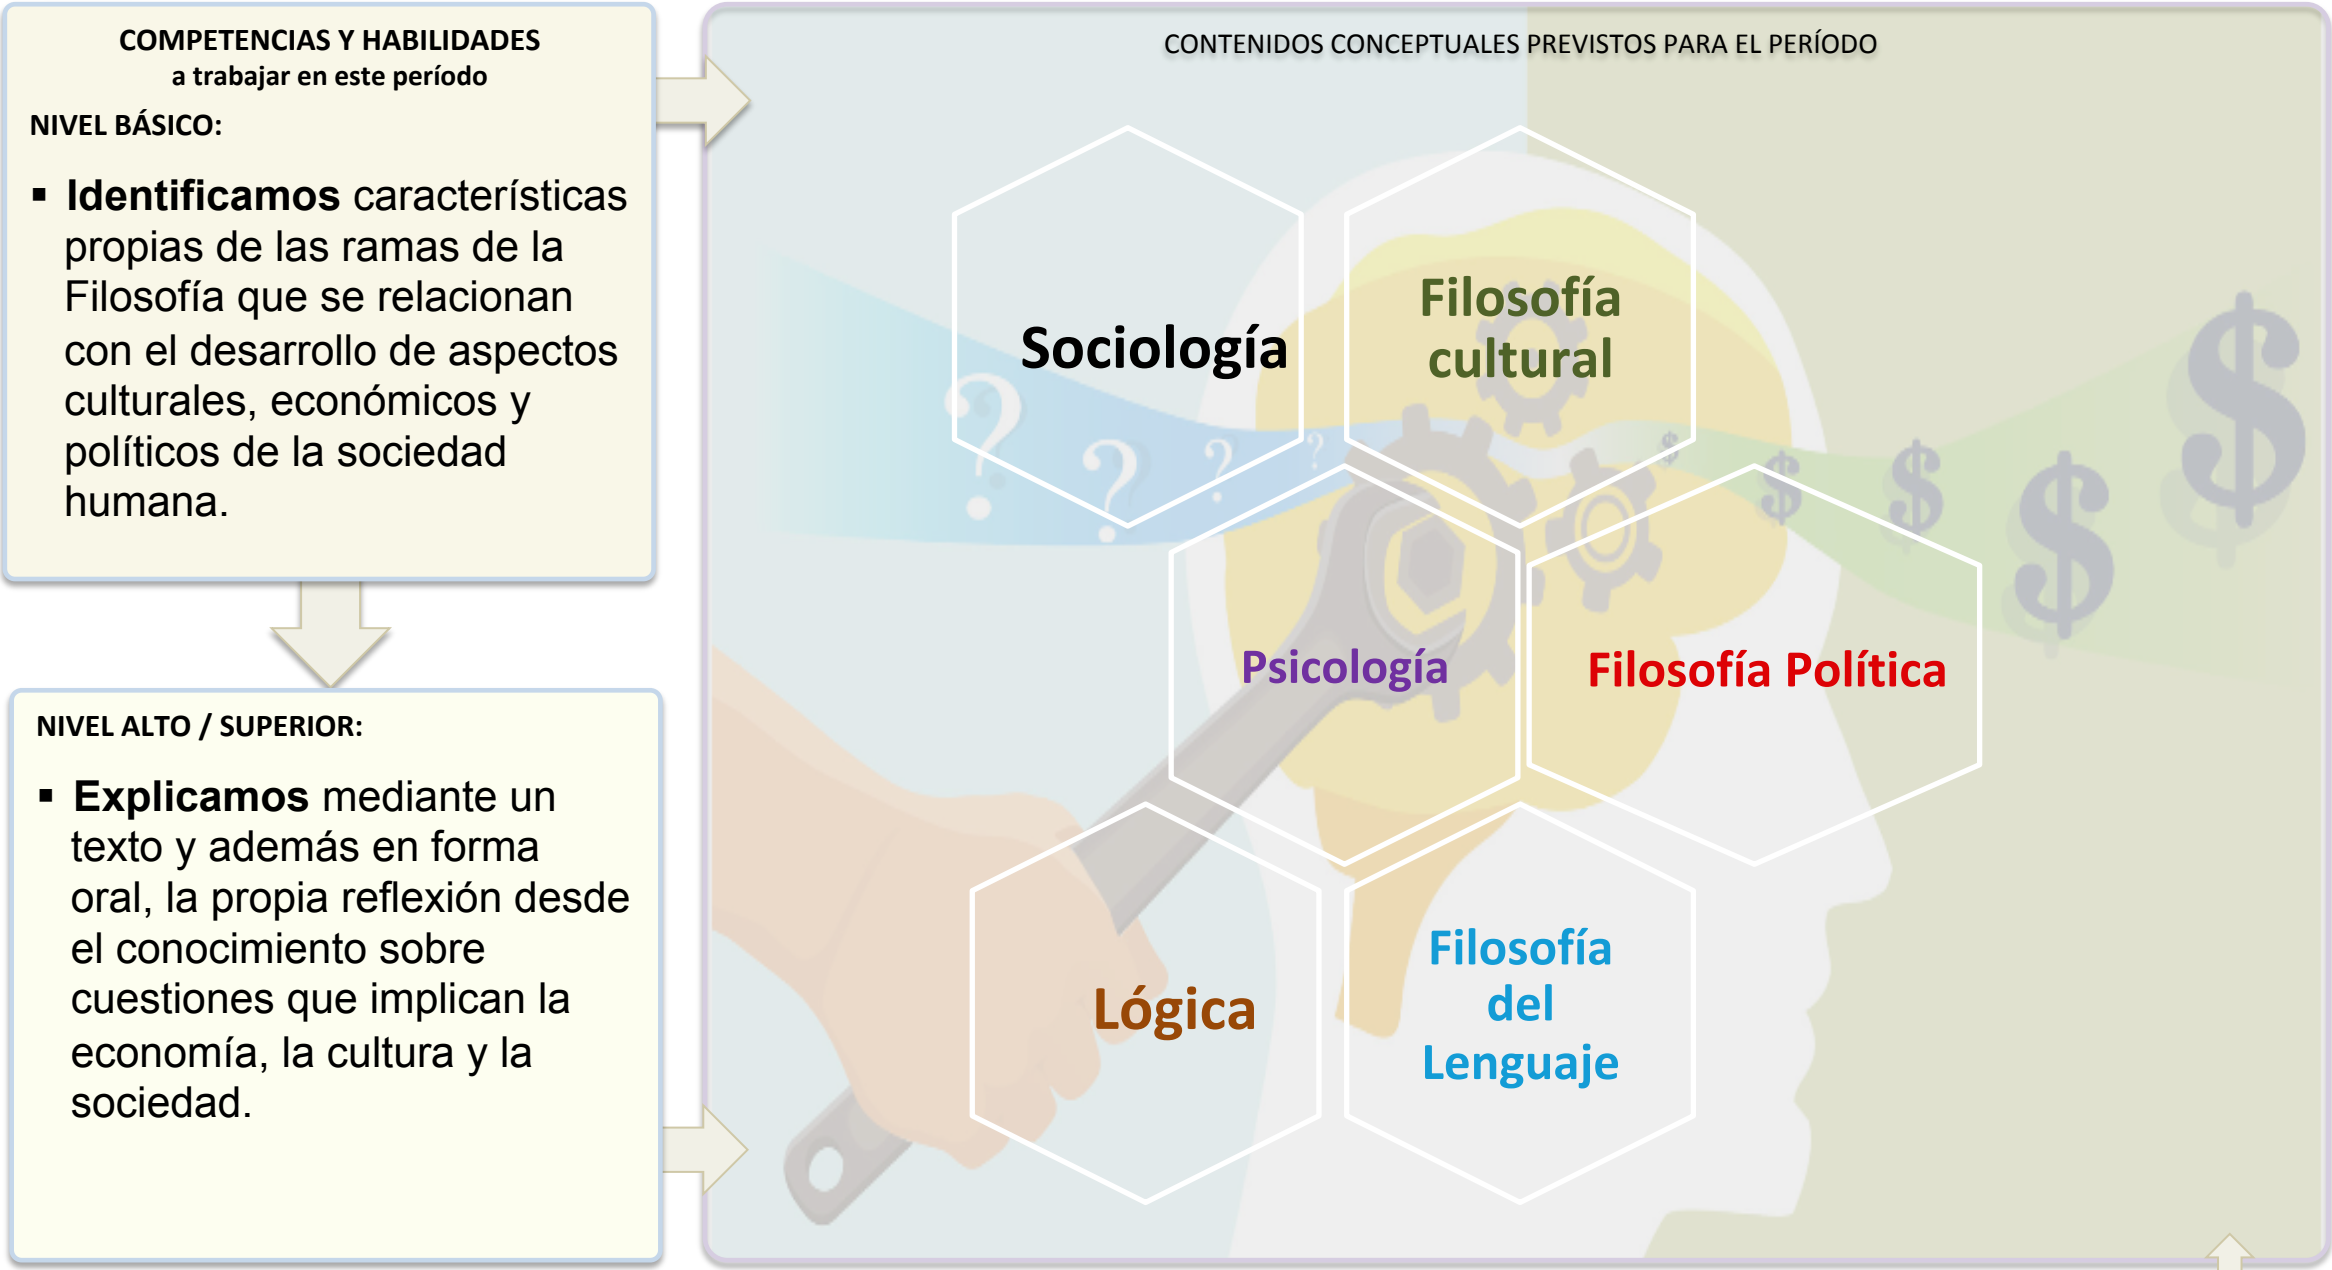 COMPETENCIAS Y HABILIDADES
a trabajar en este período
NIVEL BÁSICO:
▪ Identificamos características
propias de las ramas de la
Filosofía que se relacionan
con el desarrollo de aspectos
culturales, económicos y
políticos de la sociedad
humana.
NIVEL ALTO / SUPERIOR:
▪ Explicamos mediante un
texto y además en forma
oral, la propia reflexión desde
el conocimiento sobre
cuestiones que implican la
economía, la cultura y la
sociedad.
CONTENIDOS CONCEPTUALES PREVISTOS PARA EL PERÍODO
Sociología
Filosofía
cultural
Psicología
Filosofía Política
Lógica
Filosofía
del
Lenguaje
? ? ? ?
$ $ $ $ $